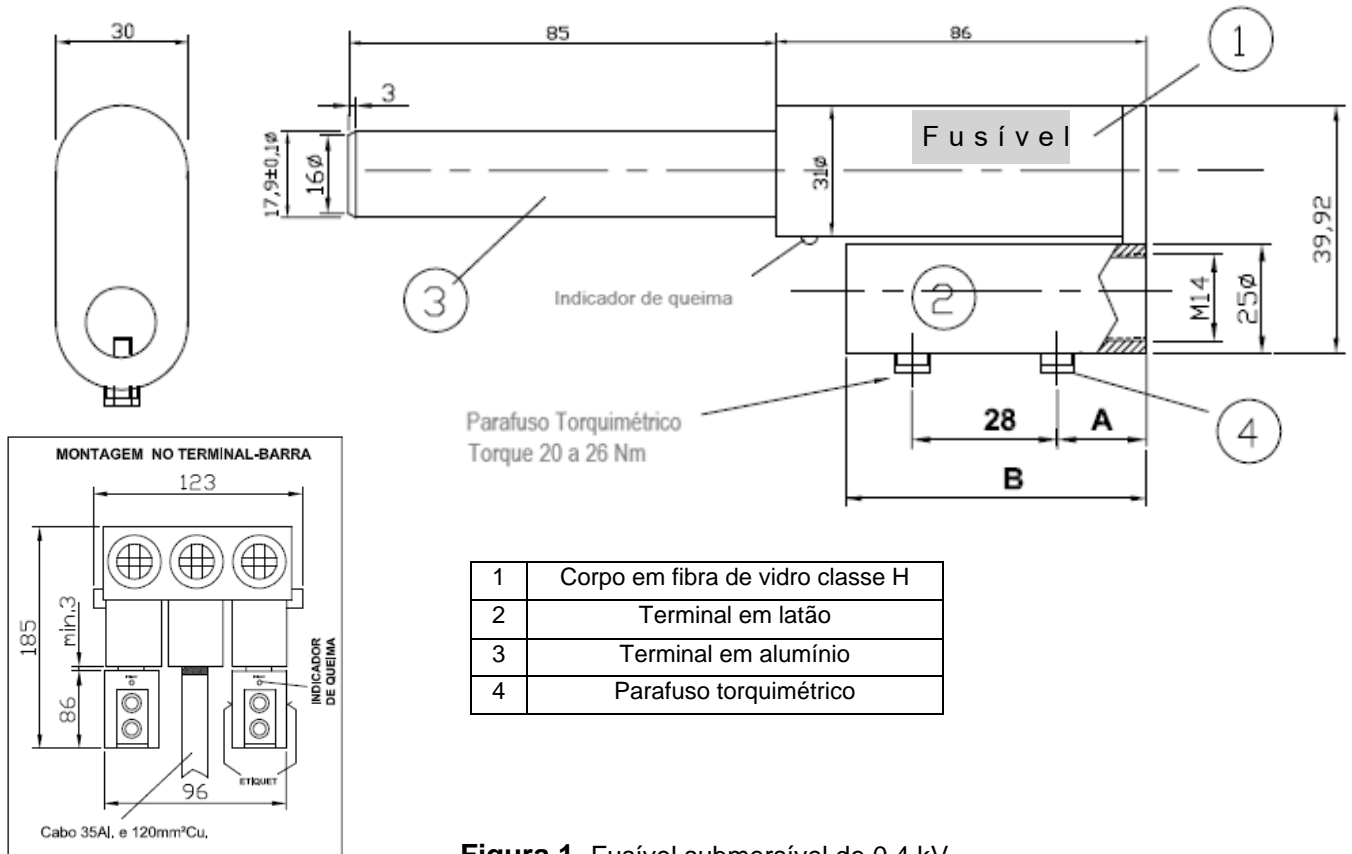 30
85
86
1
3
17,9±0,1Ø
16Ø
31Ø
Fusível
39,92
3
Indicador de queima
2
M14
25Ø
Parafuso Torquimétrico
Torque 20 a 26 Nm
28
A
4
B
MONTAGEM NO TERMINAL-BARRA
123
185
min,3
86
INDICADOR
DE QUEIMA
ETIQUET
96
Cabo 35Al, e 120mm²Cu,
1 Corpo em fibra de vidro classe H
2 Terminal em latão
3 Terminal em alumínio
4 Parafuso torquimétrico
Figura 1 Fusível submersível de 0,4 kV